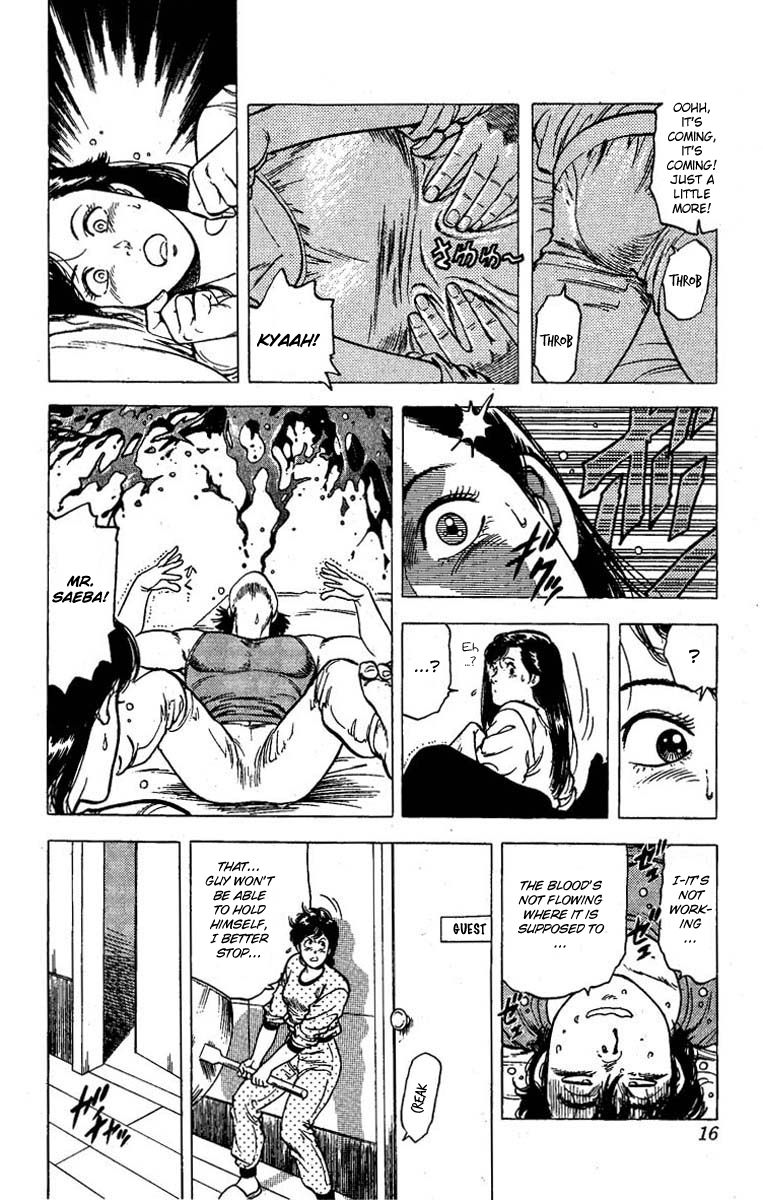 OOHH,
IT'S
COMING,
IT'S
COMING!
JUST A
LITTLE
MORE!
THROB
THROB
KYAAH!
?
Eh
...?
...?
MR.
SAEBA!
I-IT'S
NOT
WORK-
ING
...
THE BLOOD'S
NOT FLOWING
WHERE IT IS
SUPPOSED TO
...
GUEST
CREAK
THAT...
GUY WON'T
BE ABLE
TO HOLD
HIMSELF,
I BETTER
STOP...
16